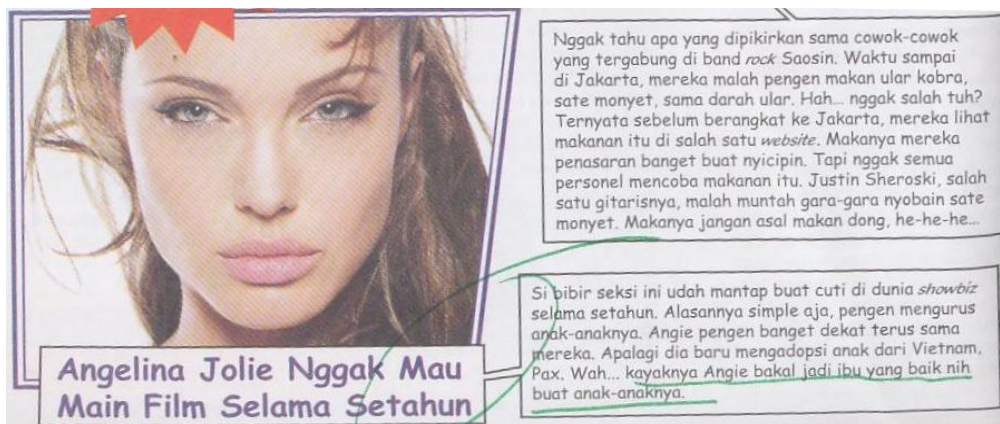 Nggak tahu apa yang dipikirkan sama cowok-cowok
yang tergabung di band rock Saosin. Waktu sampai
di Jakarta, mereka malah pengen makan ular kobra,
sate monyet, sama darah ular. Hah... nggak salah tuh?
Ternyata sebelum berangkat ke Jakarta, mereka lihat
makanan itu di salah satu website. Makanya mereka
penasaran banget buat nyicipin. Tapi nggak semua
personel mencoba makanan itu. Justin Sheroski, salah
satu gitarisnya, malah muntah gara-gara nyobain sate
monyet. Makanya jangan asal makan dong, he-he-he...
Angelina Jolie Nggak Mau
Main Film Selama Setahun
Si bibir seksi ini udah mantap buat cuti di dunia showbiz
selama setahun. Alasannya simple aja, pengen mengurus
anak-anaknya. Angie pengen banget dekat terus sama
mereka. Apalagi dia baru mengadopsi anak dari Vietnam,
Pax. Wah... kayaknya Angie bakal jadi ibu yang baik nih
buat anak-anaknya.